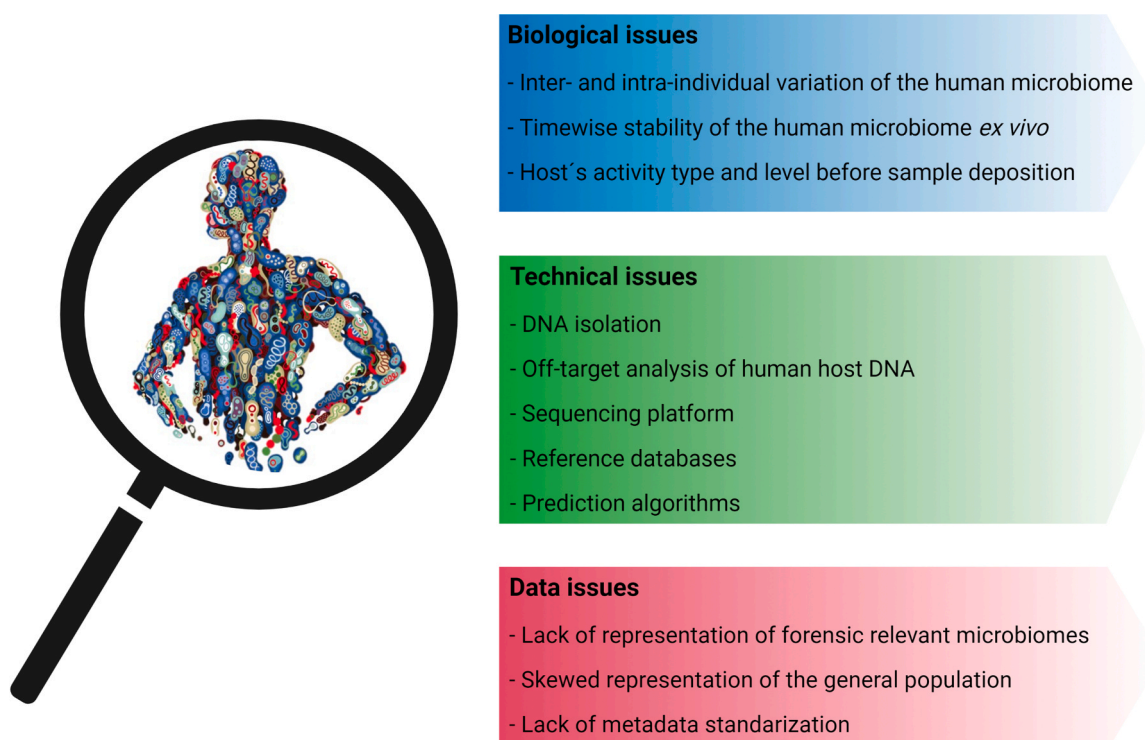 Biological issues
- Inter- and intra-individual variation of the human microbiome
- Timewise stability of the human microbiome ex vivo
- Host´s activity type and level before sample deposition
Technical issues
- DNA isolation
- Off-target analysis of human host DNA
- Sequencing platform
- Reference databases
- Prediction algorithms
Data issues
- Lack of representation of forensic relevant microbiomes
- Skewed representation of the general population
- Lack of metadata standarization